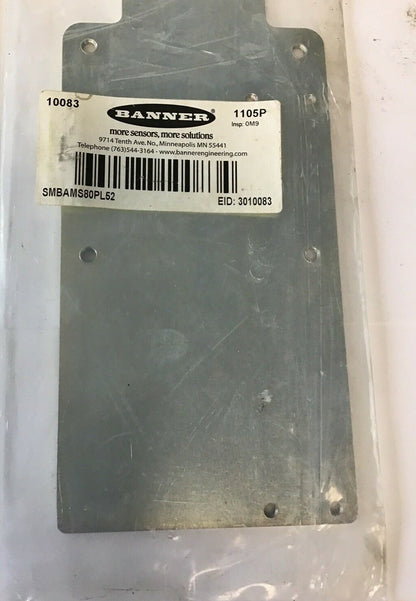 10083
BANNER
1105P
more sensors, more solutions
Insp: OM9
9714 Tenth Ave. No., Minneapolis MN 55441
Telephone (763)544-3164 - www.bannerengineering.com
SMBAMS80PL52
EID: 3010083